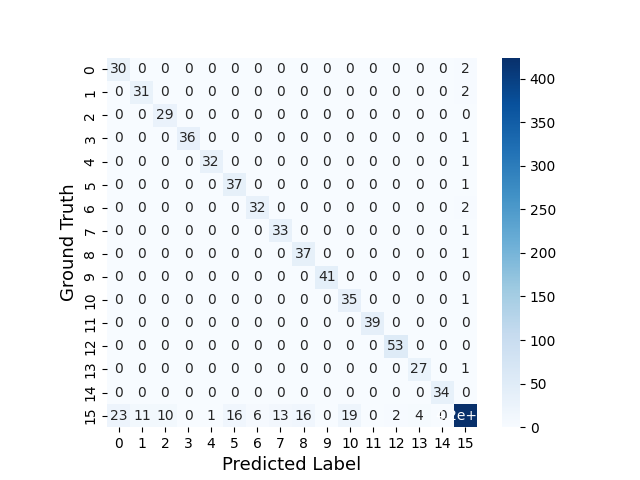 0 30 0 0 0 0 0 0 0 0 0 0 0 0 0 0 2
1 0 31 0 0 0 0 0 0 0 0 0 0 0 0 0 2
2 0 0 29 0 0 0 0 0 0 0 0 0 0 0 0 0
3 0 0 0 36 0 0 0 0 0 0 0 0 0 0 0 1
4 0 0 0 0 32 0 0 0 0 0 0 0 0 0 0 1
5 0 0 0 0 0 37 0 0 0 0 0 0 0 0 0 1
6 0 0 0 0 0 0 32 0 0 0 0 0 0 0 0 2
7 0 0 0 0 0 0 0 33 0 0 0 0 0 0 0 1
8 0 0 0 0 0 0 0 0 37 0 0 0 0 0 0 1
9 0 0 0 0 0 0 0 0 0 41 0 0 0 0 0 0
10 0 0 0 0 0 0 0 0 0 0 35 0 0 0 0 1
11 0 0 0 0 0 0 0 0 0 0 0 39 0 0 0 0
12 0 0 0 0 0 0 0 0 0 0 0 0 53 0 0 0
13 0 0 0 0 0 0 0 0 0 0 0 0 0 27 0 1
14 0 0 0 0 0 0 0 0 0 0 0 0 0 0 34 0
15 23 11 10 0 1 16 6 13 16 0 19 0 2 4
0 1 2 3 4 5 6 7 8 9 10 11 12 13 14 15
Predicted Label
Ground Truth
400
350
300
250
200
150
100
50
0